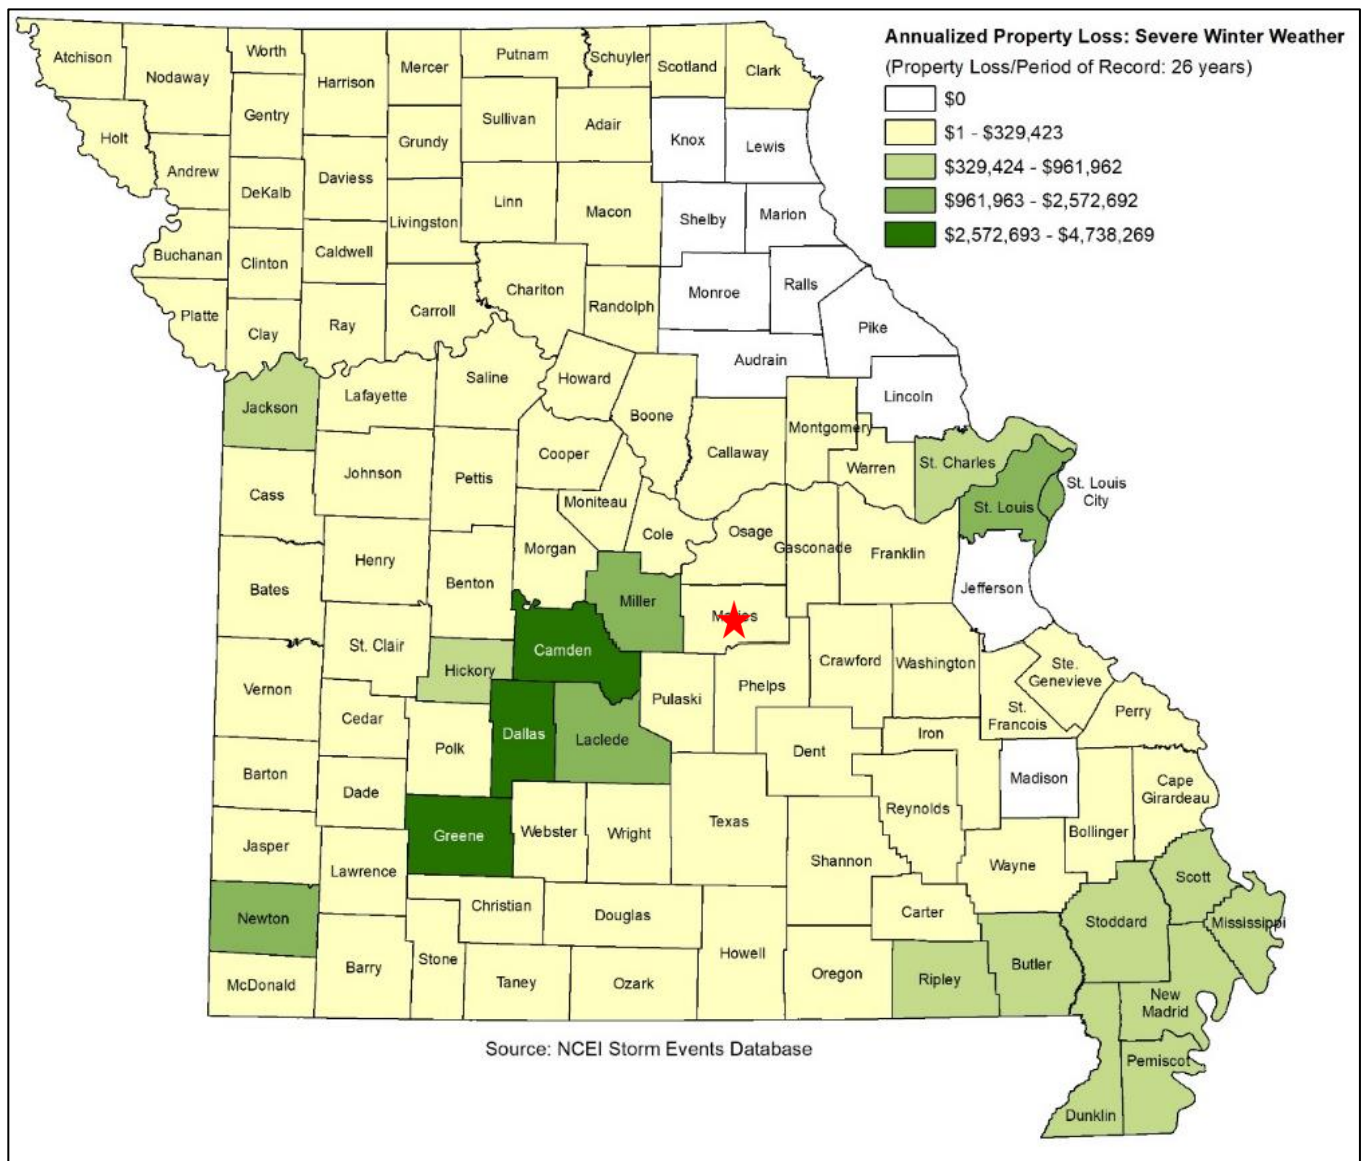 Annualized Property Loss: Severe Winter Weather
(Property Loss/Period of Record: 26 years)
$0
$1 - $329,423
$329,424 - $961,962
$961,963 - $2,572,692
$2,572,693 - $4,738,269
Atchison
Nodaway
Worth
Harrison
Mercer
Putnam
Schuyler
Scotland
Clark
Holt
Gentry
Sullivan
Adair
Knox
Lewis
Andrew
DeKalb
Daviess
Grundy
Livingston
Linn
Macon
Shelby
Marion
Buchanan
Clinton
Caldwell
Chariton
Randolph
Monroe
Ralls
Pike
Platte
Clay
Ray
Carroll
Audrain
Jackson
Lafayette
Saline
Howard
Boone
Lincoln
Callaway
Montgomery
Warren
St. Charles
St. Louis
St. Louis
City
Cass
Johnson
Pettis
Cooper
Moniteau
Cole
Osage
Gasconade
Franklin
Jefferson
Bates
Henry
Benton
Morgan
Miller
St. Clair
Hickory
Camden
Pulaski
Phelps
Crawford
Washington
Ste.
Genevieve
St.
Francois
Perry
Vernon
Cedar
Polk
Dallas
Laclede
Dent
Iron
Madison
Cape
Girardeau
Barton
Dade
Greene
Webster
Wright
Texas
Reynolds
Bollinger
Jasper
Lawrence
Shannon
Wayne
Scott
Newton
Christian
Douglas
Howell
Carter
Stoddard
Mississippi
McDonald
Barry
Stone
Taney
Ozark
Oregon
Ripley
Butler
New
Madrid
Pemiscot
Dunklin
Source: NCEI Storm Events Database